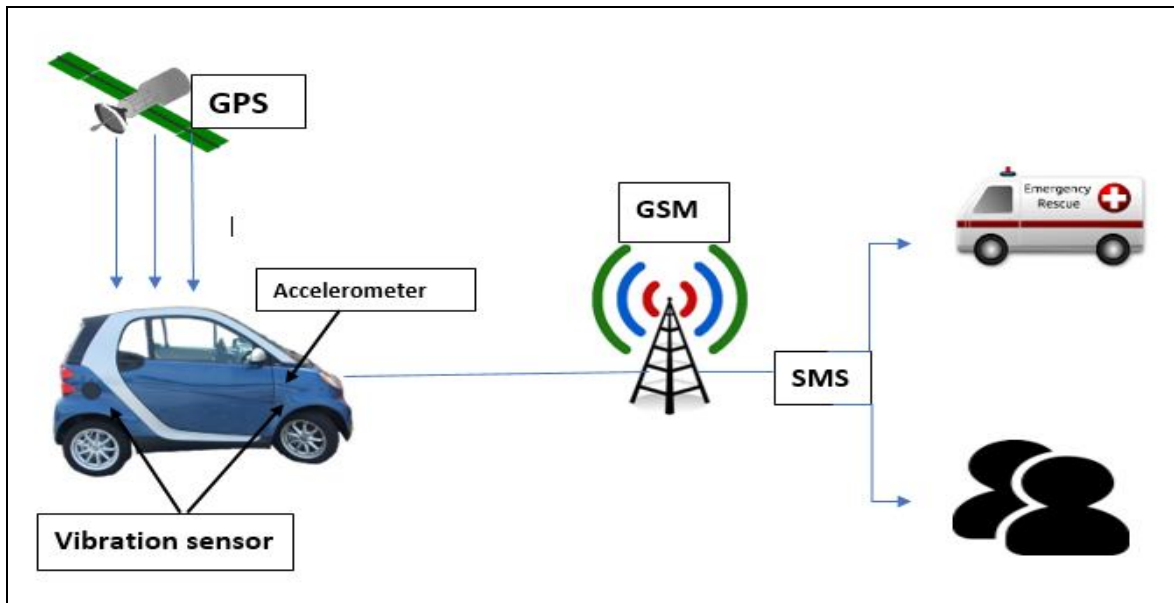 GPS
GSM
Emergency
Rescue
Accelerometer
SMS
Vibration sensor